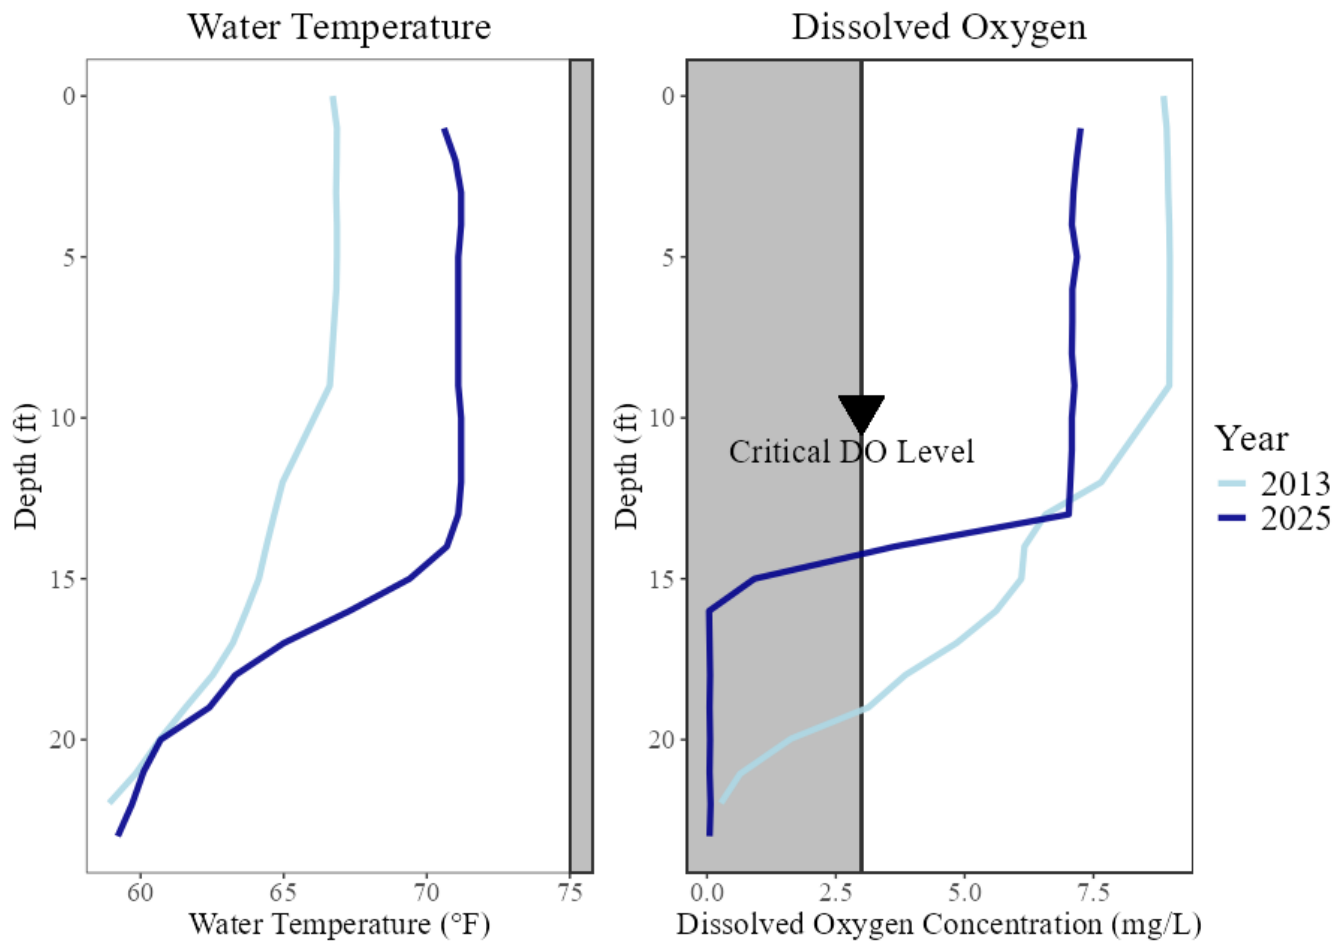 Water Temperature
0
5
10
15
20
Depth (ft)
60 65 70 75
Water Temperature (°F)
Dissolved Oxygen
0
5
10
15
20
Depth (ft)
Critical DO Level
0.0 2.5 5.0 7.5
Dissolved Oxygen Concentration (mg/L)
Year
2013
2025